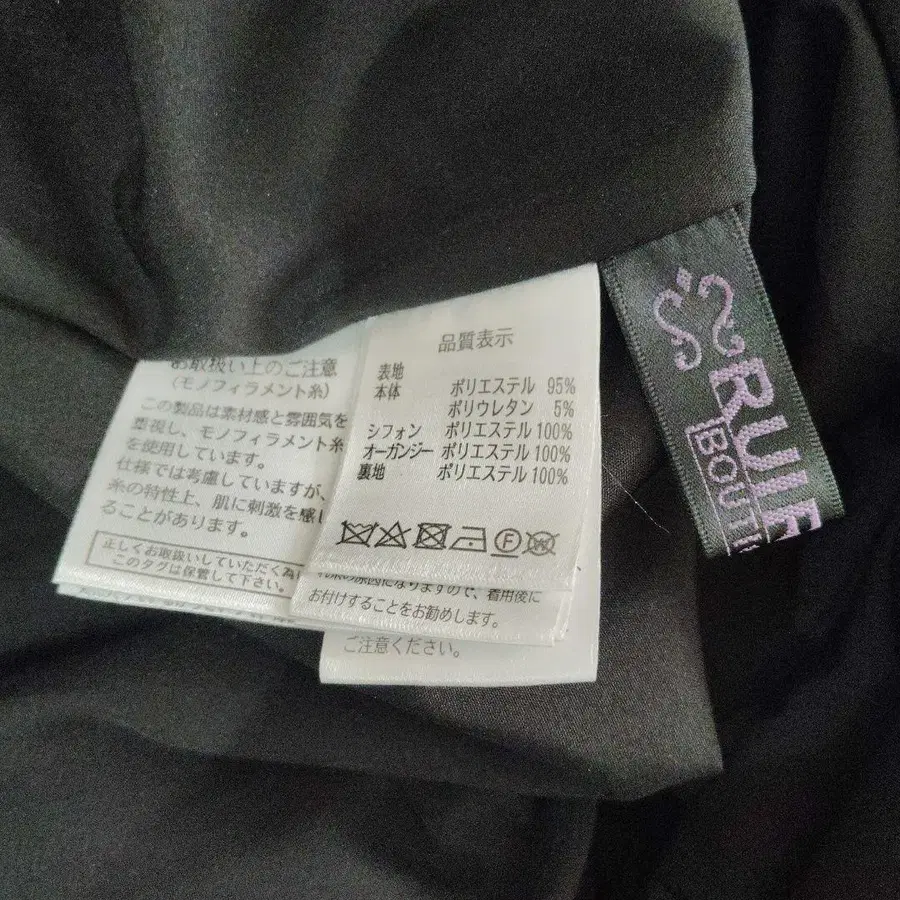 お取扱い上のご注意
(モノフィラメント糸)
この製品は素材感と雰囲気を
重視し、モノフィラメント糸
を使用しています。
仕様では考慮していますが、
糸の特性上、肌に刺激を感じ
ることがあります。
正しくお取扱いしていただく為に
このタグは保管して下さい。
品質表示
表地
本体 ポリエステル 95%
ポリウレタン 5%
シフォン ポリエステル 100%
オーガンジー ポリエステル 100%
裏地 ポリエステル 100%
F W
の原因になりますので、着用後に
お付けすることをお勧めします。
ご注意ください。
RUI
BOUT